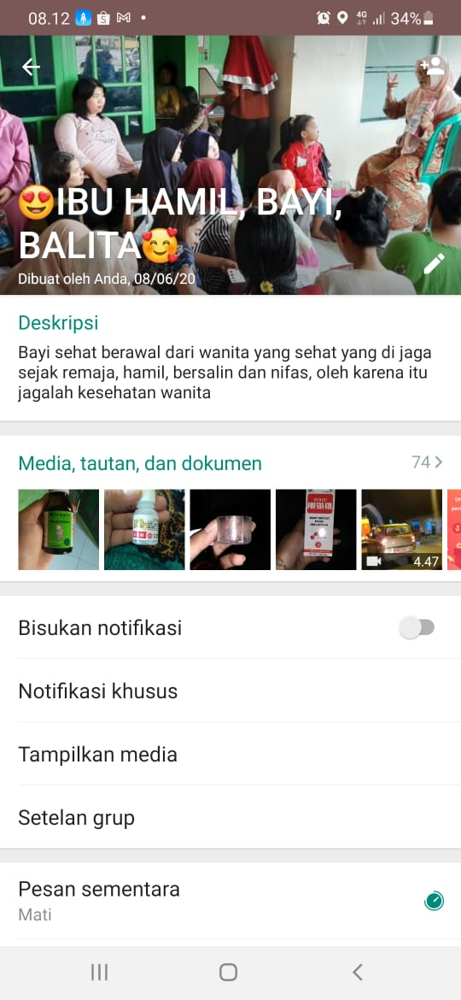 08.12
4G
34%
😍IBU HAMIL, BAYI,
BALITA🥰
Dibuat oleh Anda, 08/06/20
Deskripsi
Bayi sehat berawal dari wanita yang sehat yang di jaga
sejak remaja, hamil, bersalin dan nifas, oleh karena itu
jagalah kesehatan wanita
Media, tautan, dan dokumen
74
4.47
Bisukan notifikasi
Notifikasi khusus
Tampilkan media
Setelan grup
Pesan sementara
Mati